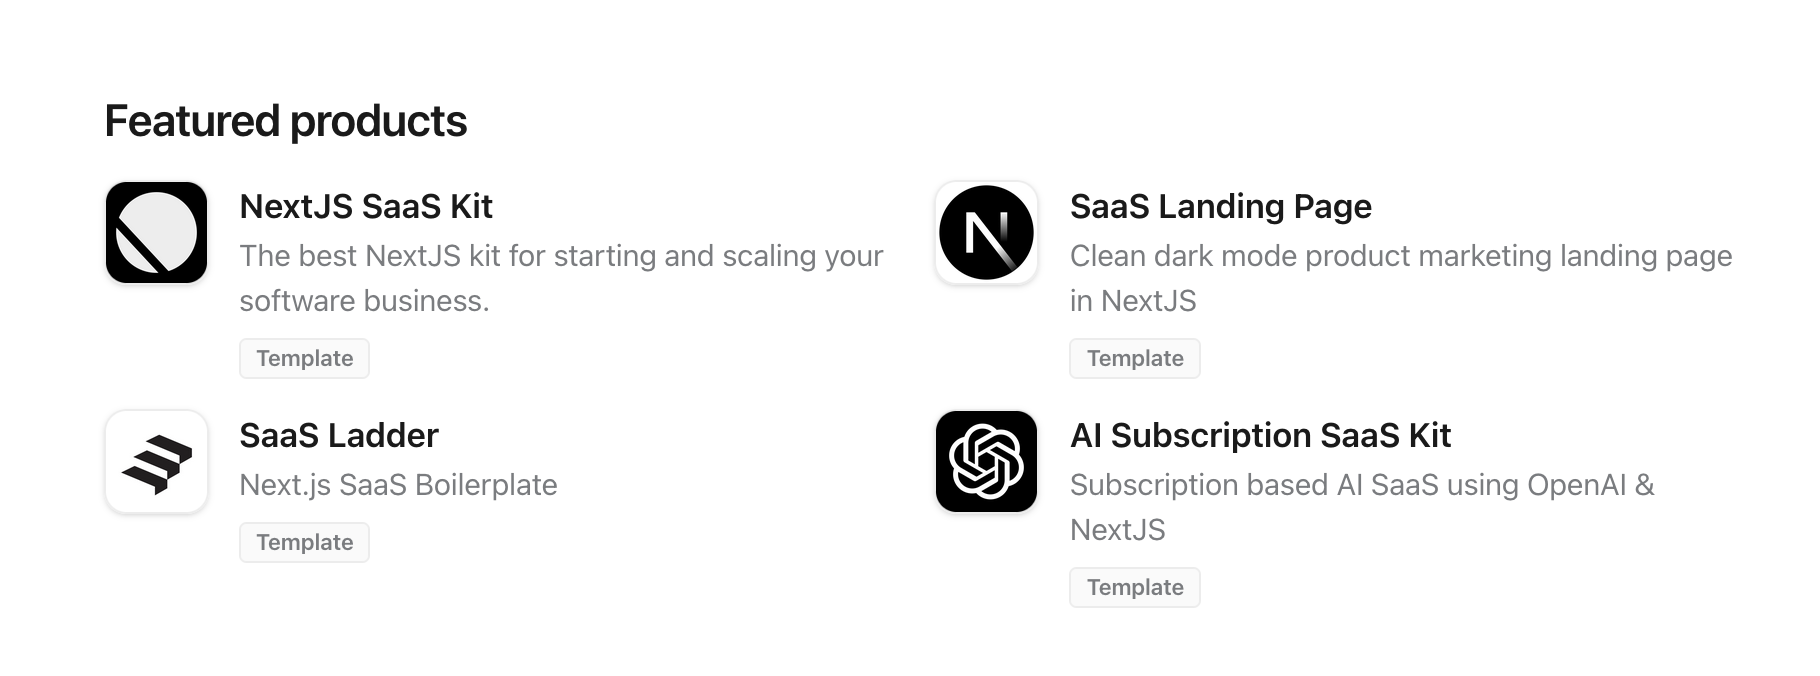 Featured products
NextJS SaaS Kit
The best NextJS kit for starting and scaling your
software business.
Template
SaaS Landing Page
Clean dark mode product marketing landing page
in NextJS
Template
SaaS Ladder
Next.js SaaS Boilerplate
Template
AI Subscription SaaS Kit
Subscription based AI SaaS using OpenAI &
NextJS
Template